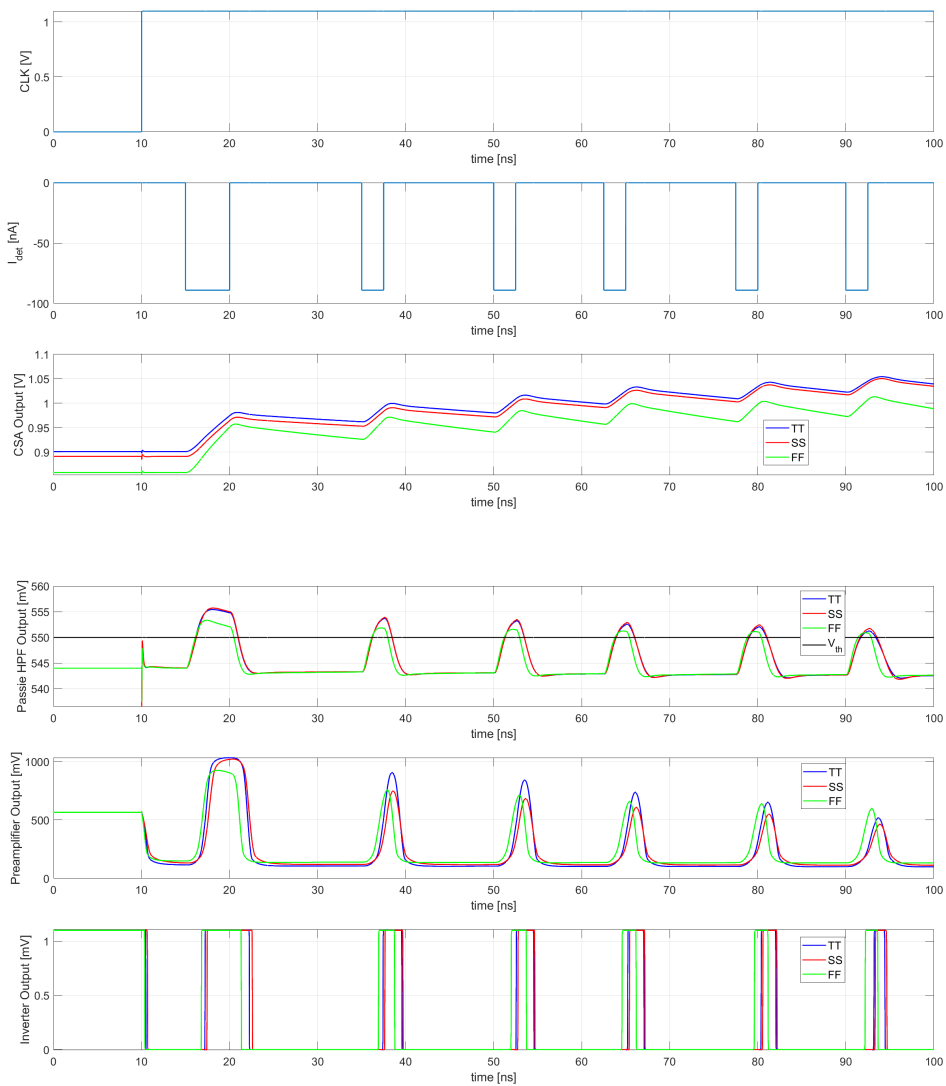 CLK [V]
1
0.5
0
0 10 20 30 40 50 60 70 80 90 100
time [ns]
I_det [nA]
0
-50
-100
0 10 20 30 40 50 60 70 80 90 100
time [ns]
CSA Output [V]
1.1
1.05
1
0.95
0.9
TT
SS
FF
0 10 20 30 40 50 60 70 80 90 100
time [ns]
Passie HPF Output [mV]
560
555
550
545
540
TT
SS
FF
V_th
0 10 20 30 40 50 60 70 80 90 100
time [ns]
Preamplifier Output [mV]
1000
500
0
TT
SS
FF
0 10 20 30 40 50 60 70 80 90 100
time [ns]
Inverter Output [mV]
1
0.5
0
TT
SS
FF
0 10 20 30 40 50 60 70 80 90 100
time [ns]